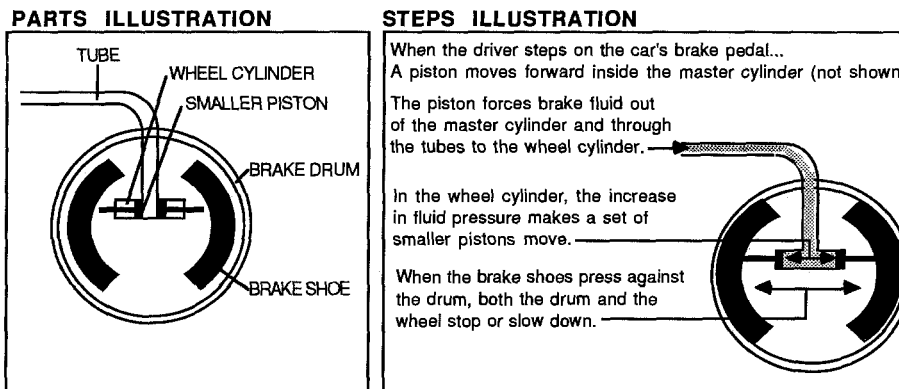 PARTS ILLUSTRATION
TUBE
WHEEL CYLINDER
SMALLER PISTON
BRAKE DRUM
BRAKE SHOE
STEPS ILLUSTRATION
When the driver steps on the car's brake pedal...
A piston moves forward inside the master cylinder (not shown
The piston forces brake fluid out
of the master cylinder and through
the tubes to the wheel cylinder.
In the wheel cylinder, the increase
in fluid pressure makes a set of
smaller pistons move.
When the brake shoes press against
the drum, both the drum and the
wheel stop or slow down.